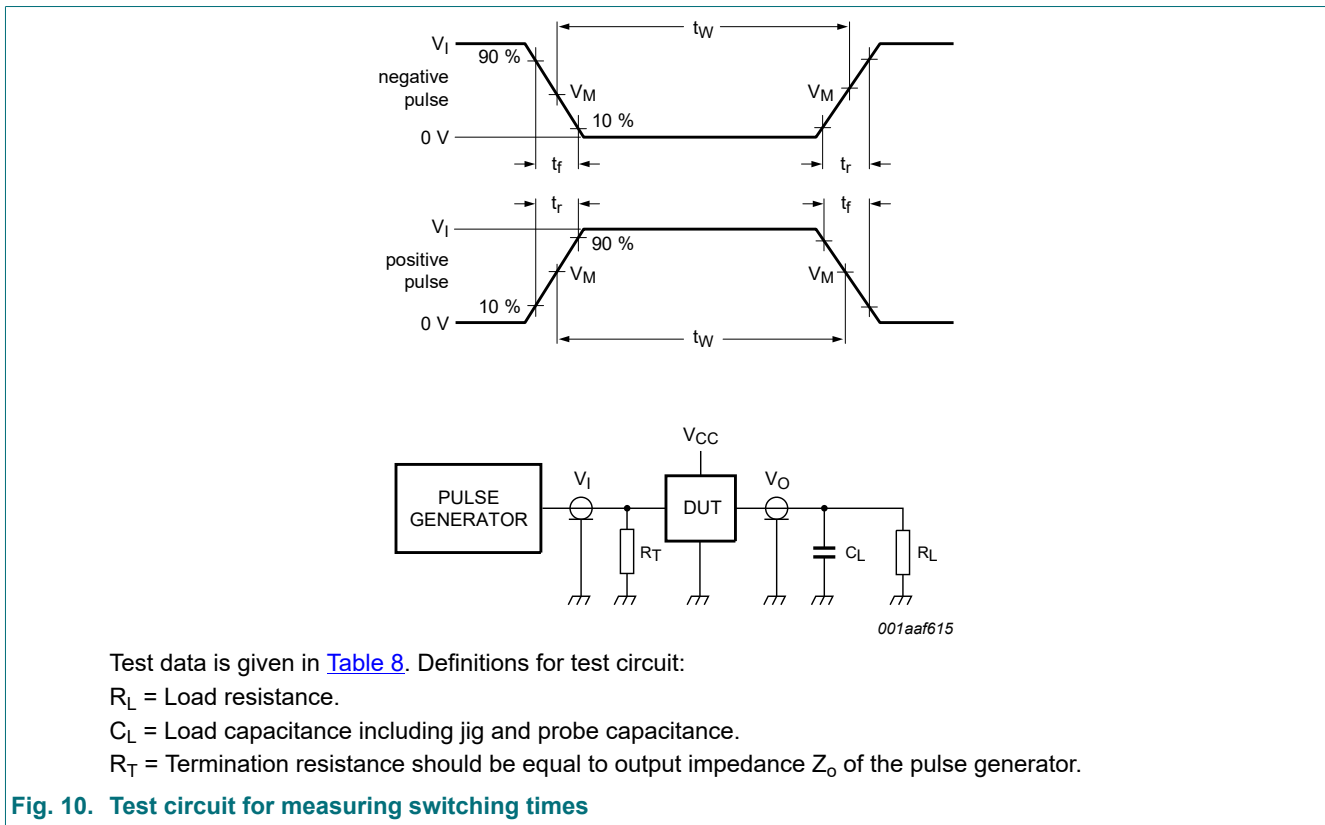 tW
VI
90 %
negative
pulse
VM
VM
10 %
0 V
tf
tr
tr
tf
VI
90 %
positive
pulse
VM
VM
10 %
0 V
tW
VCC
VI
VO
PULSE
GENERATOR
DUT
RT
CL
RL
001aaf615
Test data is given in Table 8. Definitions for test circuit:
RL = Load resistance.
CL = Load capacitance including jig and probe capacitance.
RT = Termination resistance should be equal to output impedance Zo of the pulse generator.
Fig. 10. Test circuit for measuring switching times